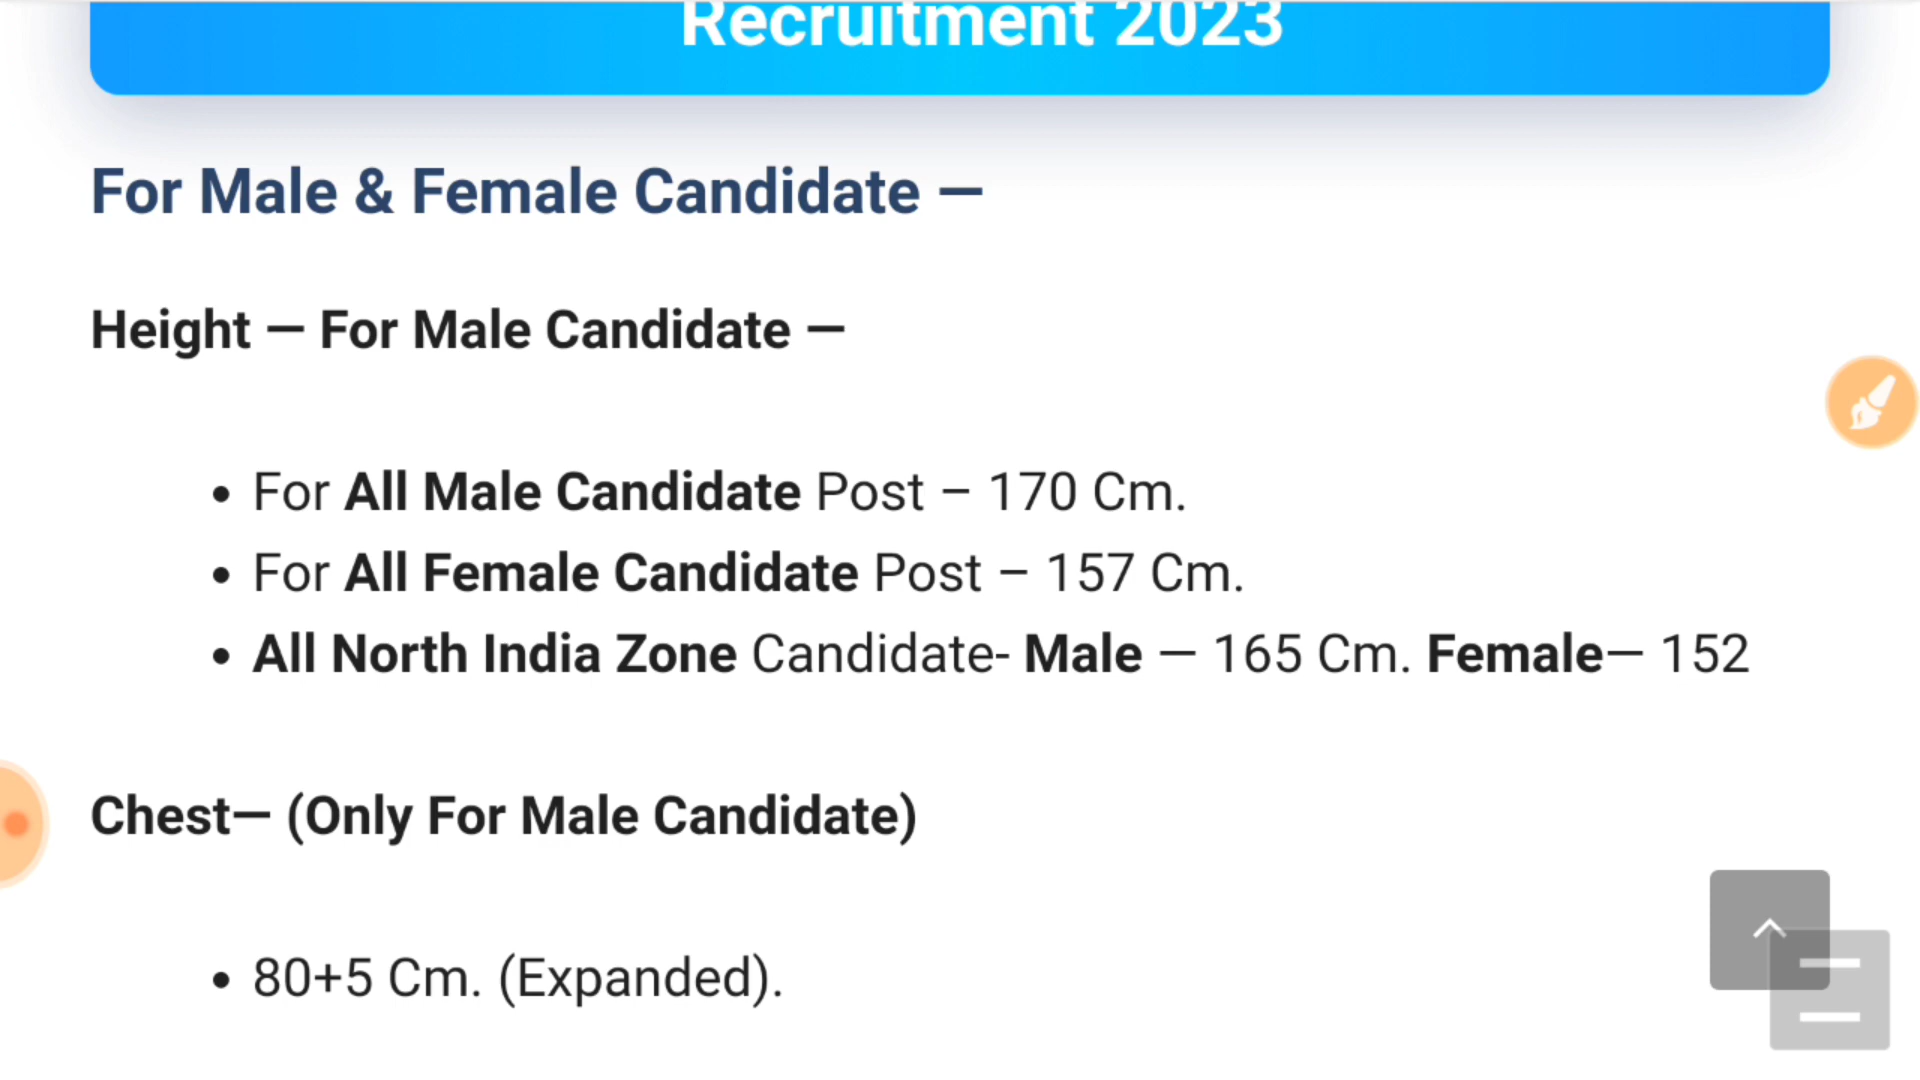 Recruitment 2023
For Male & Female Candidate —
Height — For Male Candidate —
• For All Male Candidate Post – 170 Cm.
• For All Female Candidate Post – 157 Cm.
• All North India Zone Candidate- Male — 165 Cm. Female— 152
Chest— (Only For Male Candidate)
• 80+5 Cm. (Expanded).